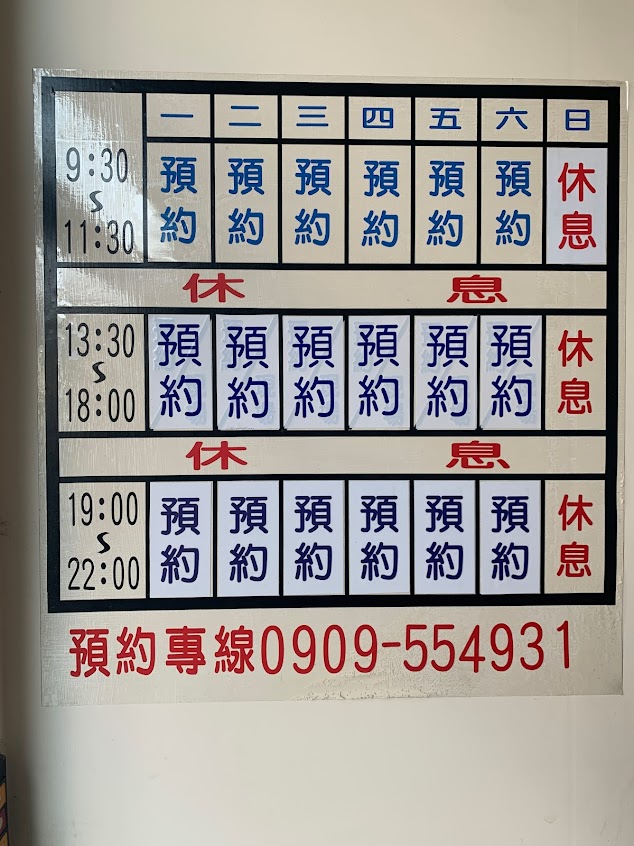 一 二 三 四 五 六 日
9:30 ~ 11:30 預約 預約 預約 預約 預約 預約 休息
休息
13:30 ~ 18:00 預約 預約 預約 預約 預約 預約 休息
休息
19:00 ~ 22:00 預約 預約 預約 預約 預約 預約 休息
預約專線0909-554931